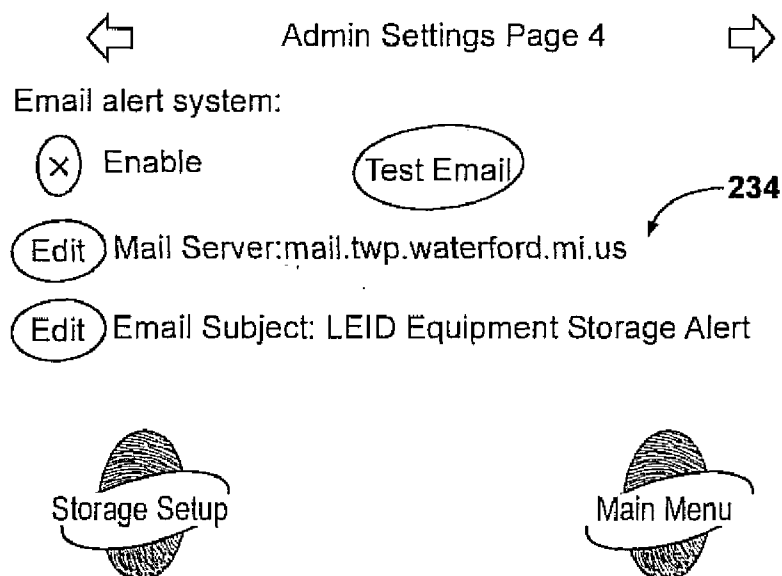 Admin Settings Page 4
Email alert system:
× Enable
Test Email
234
Edit Mail Server:mail.twp.waterford.mi.us
Edit Email Subject: LEID Equipment Storage Alert
Storage Setup
Main Menu